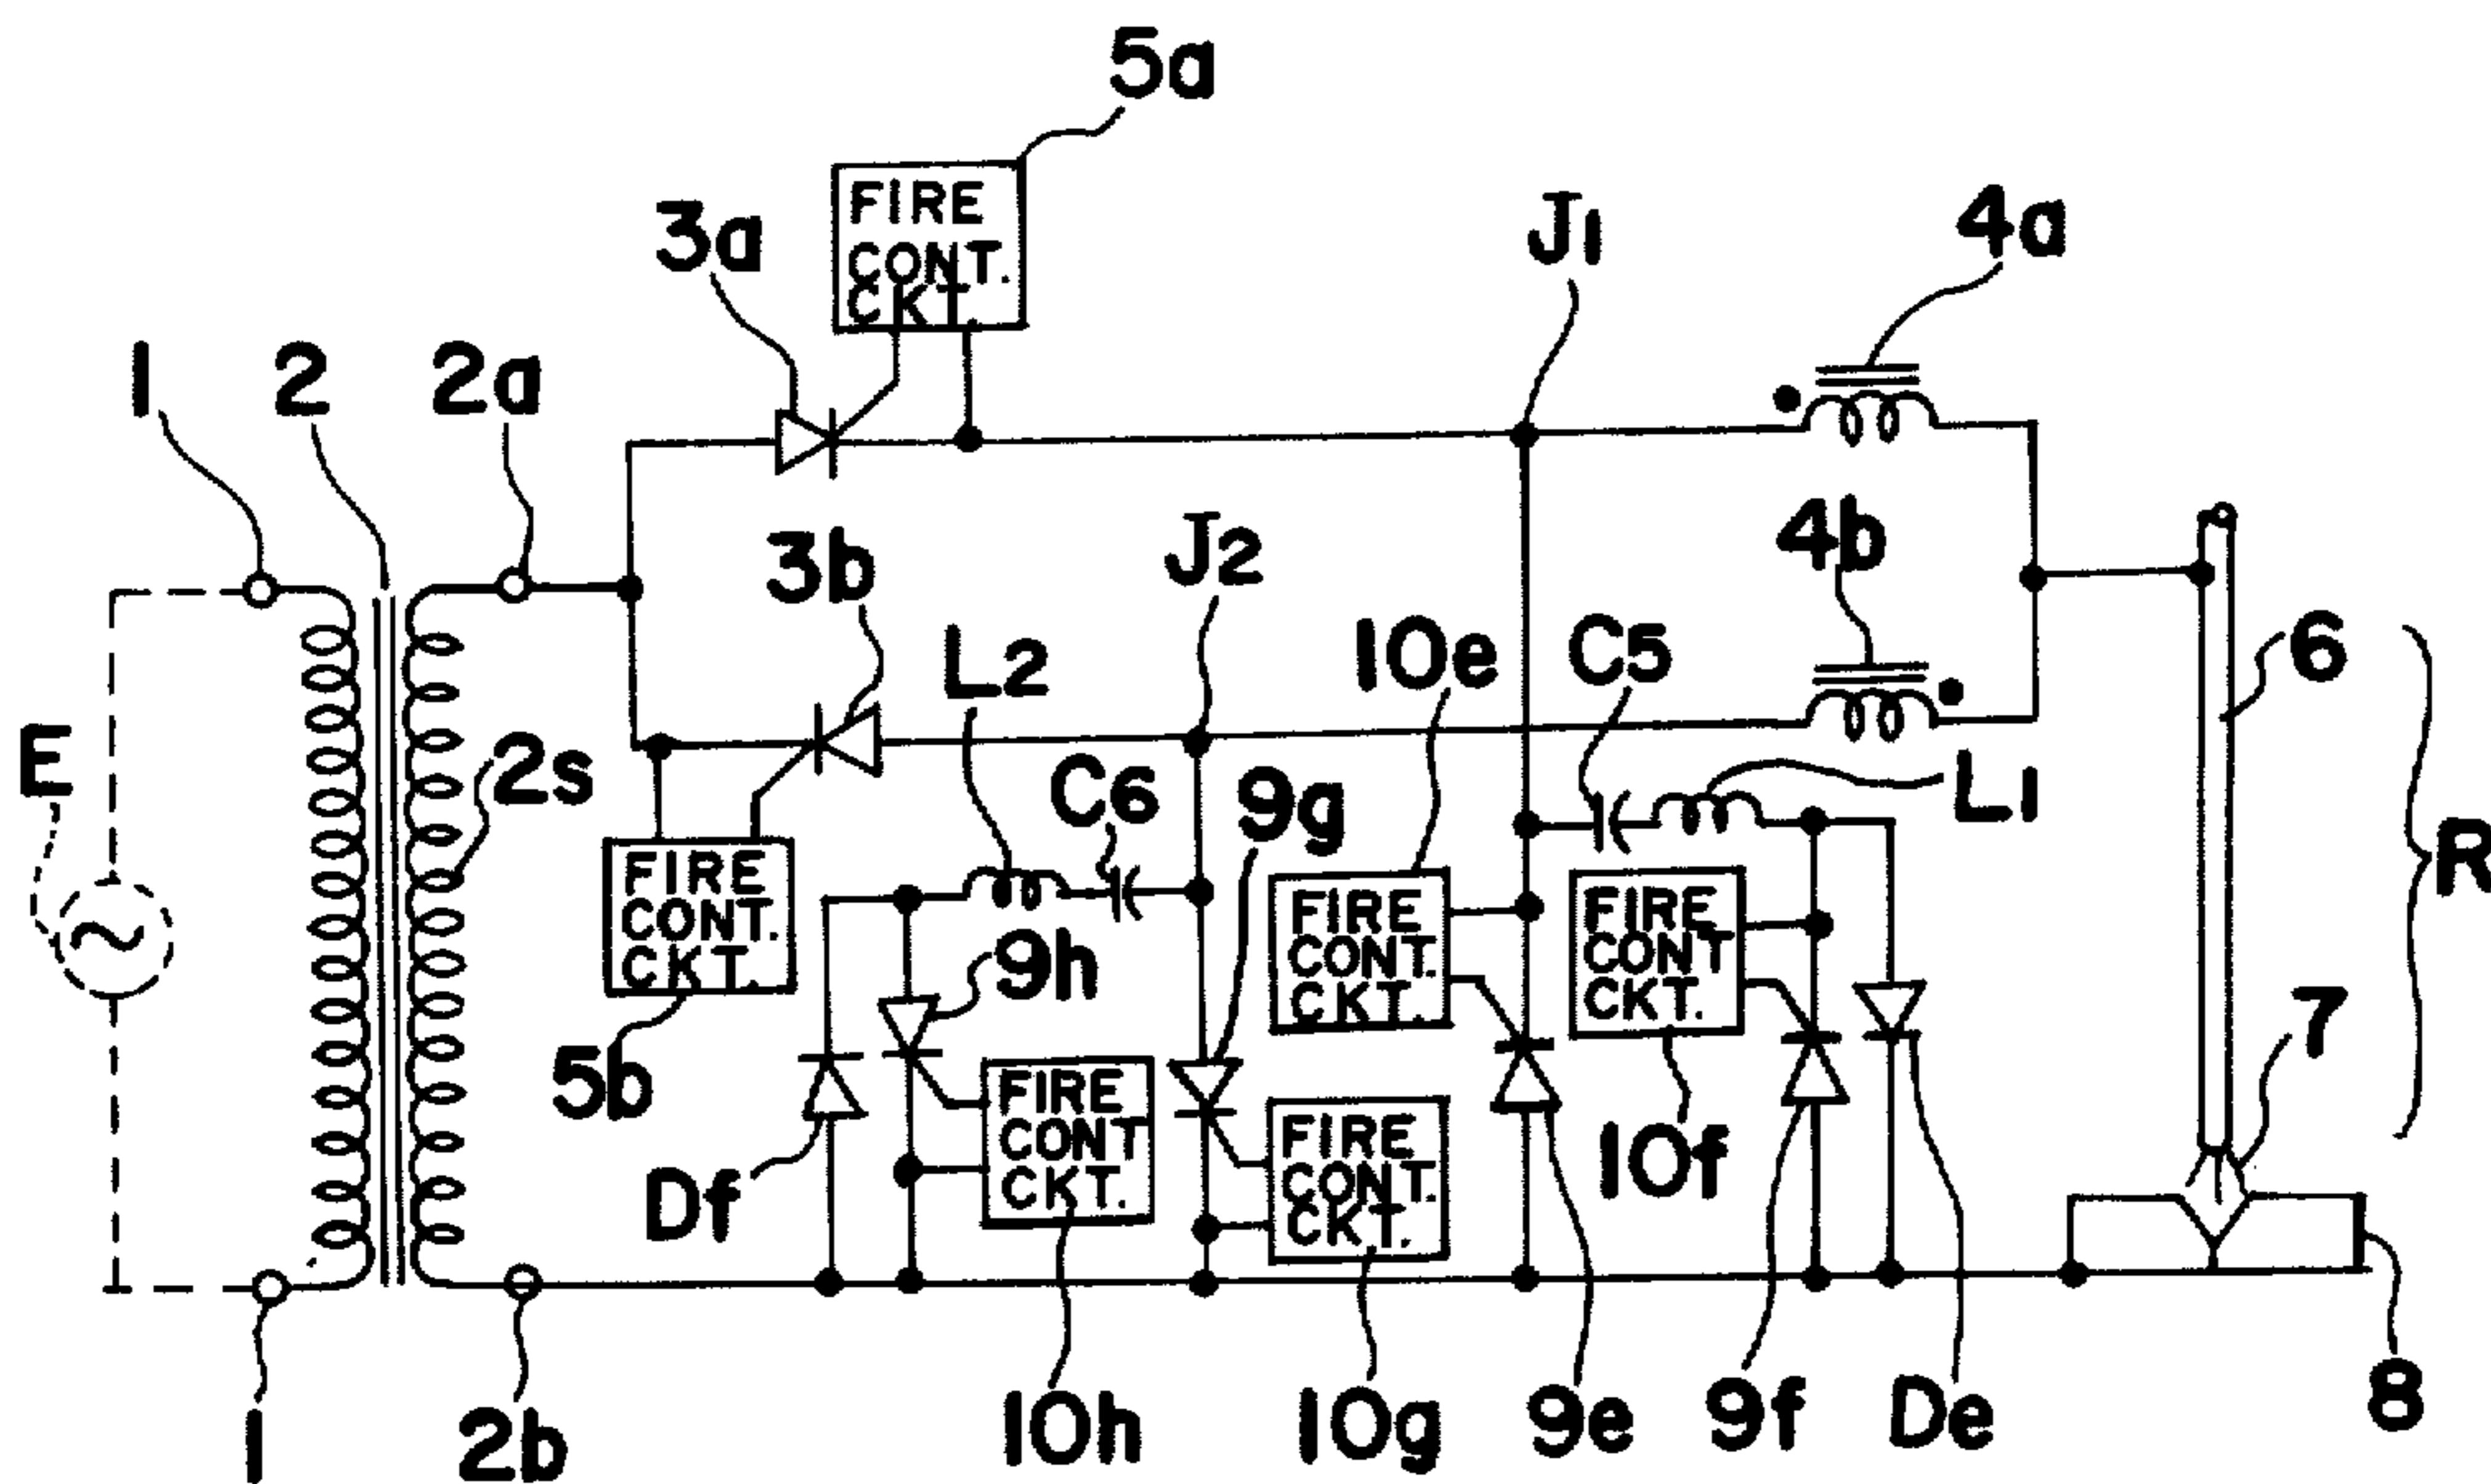 5a
FIRE
CONT.
CKT.
3a
J1
4a
1
2
2a
3b
J2
4b
L2
10e
C5
6
E
2s
C6
9g
L1
R
FIRE
CONT.
CKT.
9h
FIRE
CONT.
CKT.
FIRE
CONT
CKT.
7
5b
FIRE
CONT
CKT.
FIRE
CONT.
CKT.
10f
Df
1
2b
10h
10g
9e
9f
De
8